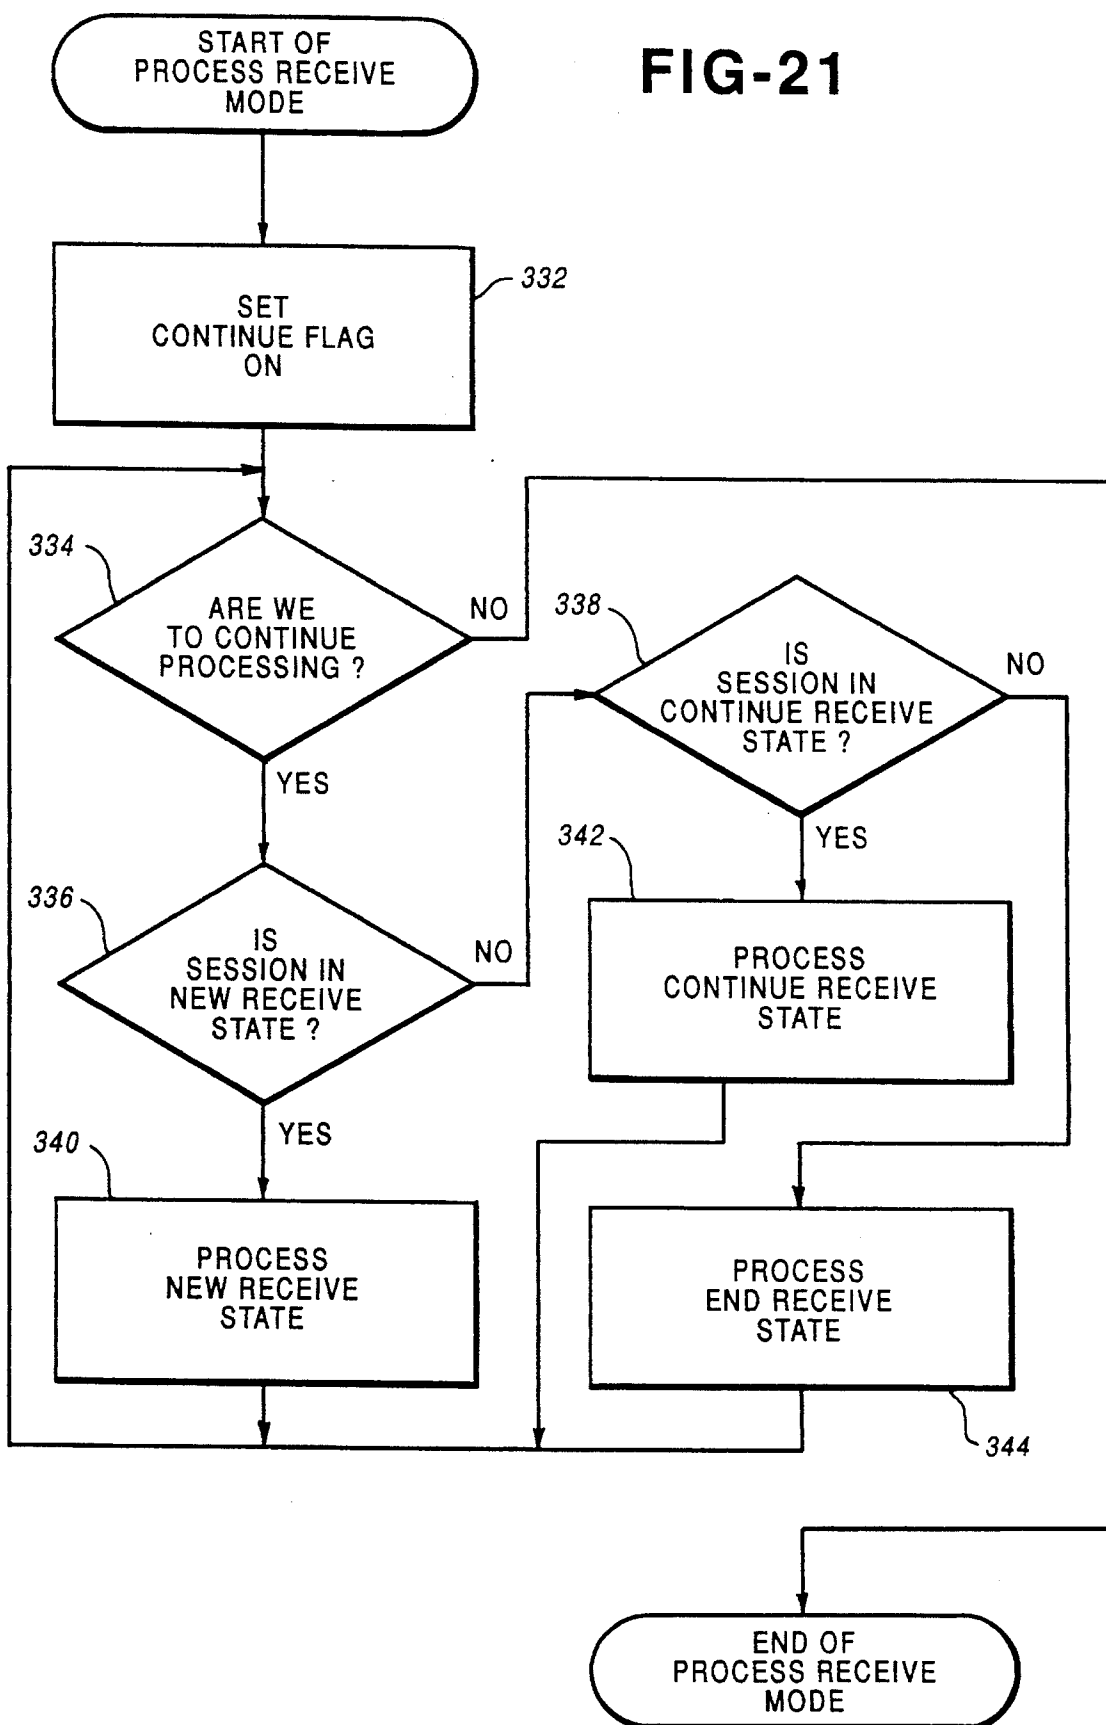 START OF
PROCESS RECEIVE
MODE
FIG-21
332
SET
CONTINUE FLAG
ON
334
ARE WE
TO CONTINUE
PROCESSING ?
NO
YES
338
IS
SESSION IN
CONTINUE RECEIVE
STATE ?
NO
YES
336
IS
SESSION IN
NEW RECEIVE
STATE ?
NO
YES
342
PROCESS
CONTINUE RECEIVE
STATE
340
PROCESS
NEW RECEIVE
STATE
PROCESS
END RECEIVE
STATE
344
END OF
PROCESS RECEIVE
MODE